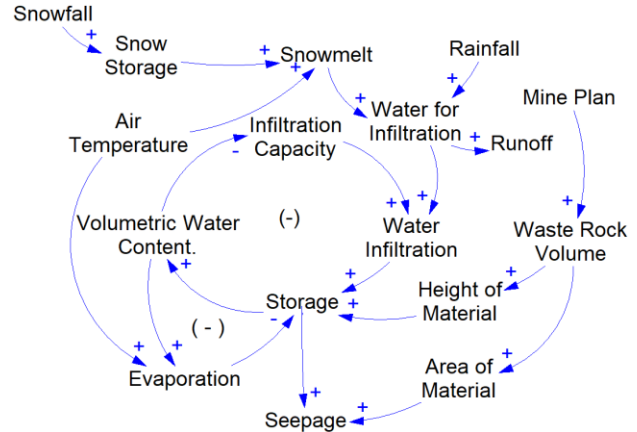 Snowfall
+
Snow
Storage
+
+
Snowmelt
Rainfall
+
+
Water for
Infiltration
+
Runoff
Mine Plan
Air
Temperature
Infiltration
Capacity
-
+
+
Water
Infiltration
+
Waste Rock
Volume
Volumetric Water
Content.
(-)
+
+
Storage
+
-
+
Height of
Material
+
( - )
+
+
Evaporation
+
Area of
Material
+
+
Seepage